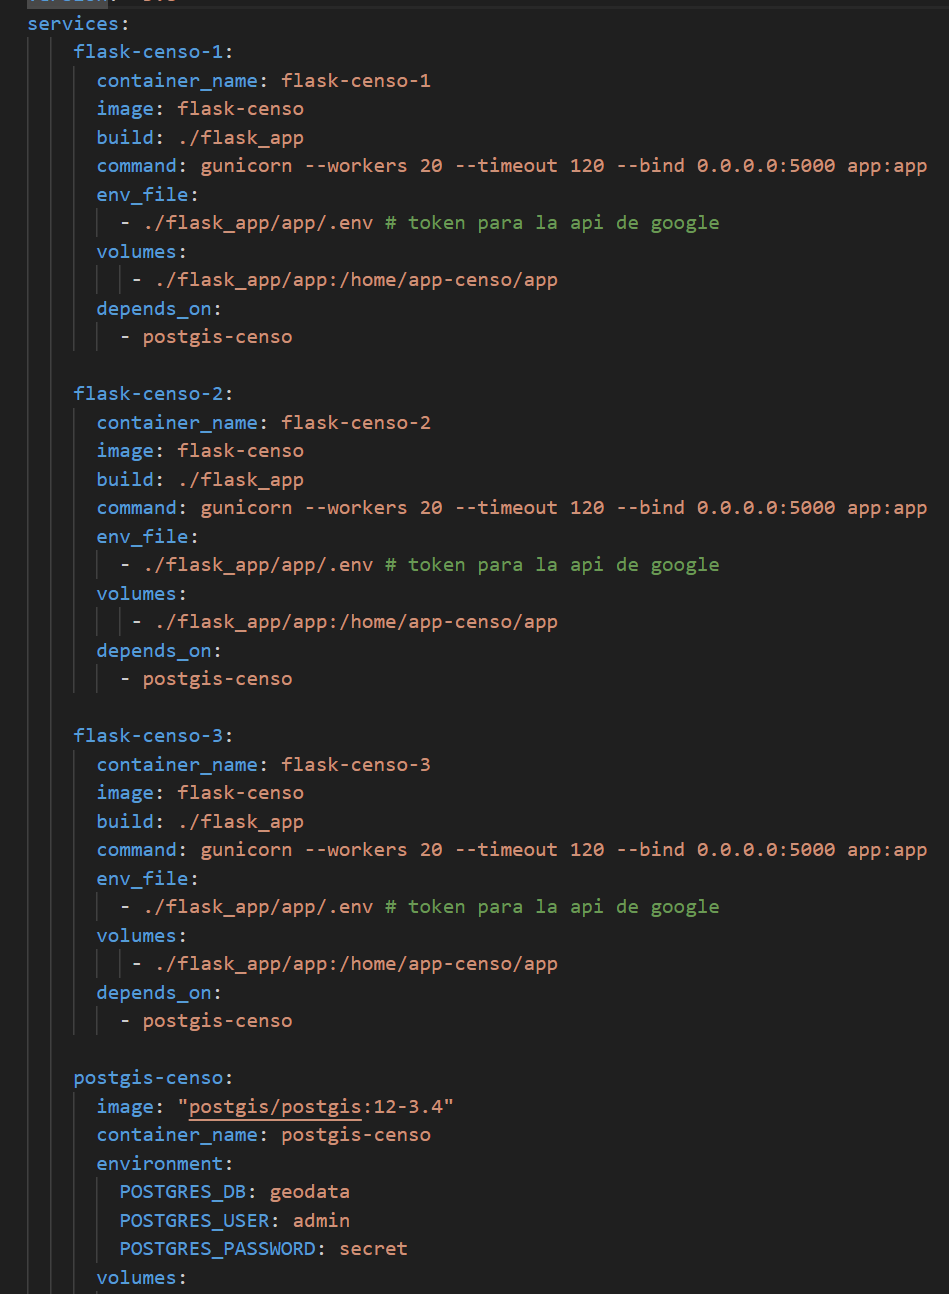 services:
flask-censo-1:
container_name: flask-censo-1
image: flask-censo
build: ./flask_app
command: gunicorn --workers 20 --timeout 120 --bind 0.0.0.0:5000 app:app
env_file:
- ./flask_app/app/.env # token para la api de google
volumes:
- ./flask_app/app:/home/app-censo/app
depends_on:
- postgis-censo
flask-censo-2:
container_name: flask-censo-2
image: flask-censo
build: ./flask_app
command: gunicorn --workers 20 --timeout 120 --bind 0.0.0.0:5000 app:app
env_file:
- ./flask_app/app/.env # token para la api de google
volumes:
- ./flask_app/app:/home/app-censo/app
depends_on:
- postgis-censo
flask-censo-3:
container_name: flask-censo-3
image: flask-censo
build: ./flask_app
command: gunicorn --workers 20 --timeout 120 --bind 0.0.0.0:5000 app:app
env_file:
- ./flask_app/app/.env # token para la api de google
volumes:
- ./flask_app/app:/home/app-censo/app
depends_on:
- postgis-censo
postgis-censo:
image: "postgis/postgis:12-3.4"
container_name: postgis-censo
environment:
POSTGRES_DB: geodata
POSTGRES_USER: admin
POSTGRES_PASSWORD: secret
volumes: